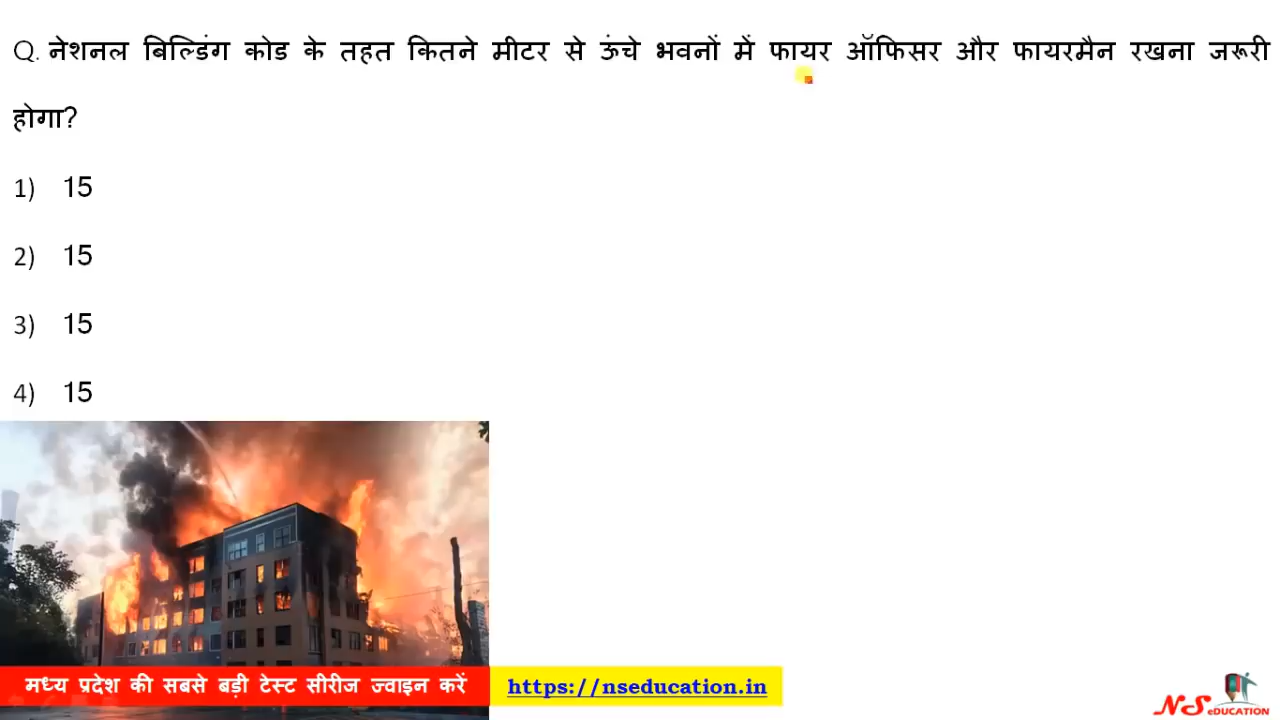 Q. नेशनल बिल्डिंग कोड के तहत कितने मीटर से ऊंचे भवनों में फायर ऑफिसर और फायरमैन रखना जरूरी
होगा?
1) 15
2) 15
3) 15
4) 15
मध्य प्रदेश की सबसे बड़ी टेस्ट सीरीज ज्वाइन करें https://nseducation.in
NS eDUCATION